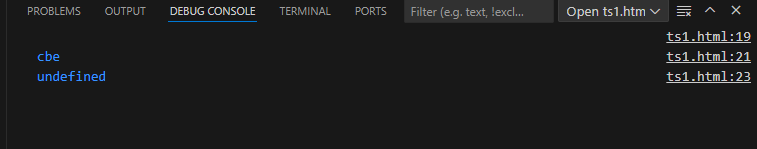 PROBLEMS OUTPUT DEBUG CONSOLE TERMINAL PORTS Filter (e.g. text, !excl... Open ts1.htm
ts1.html:19
cbe ts1.html:21
undefined ts1.html:23